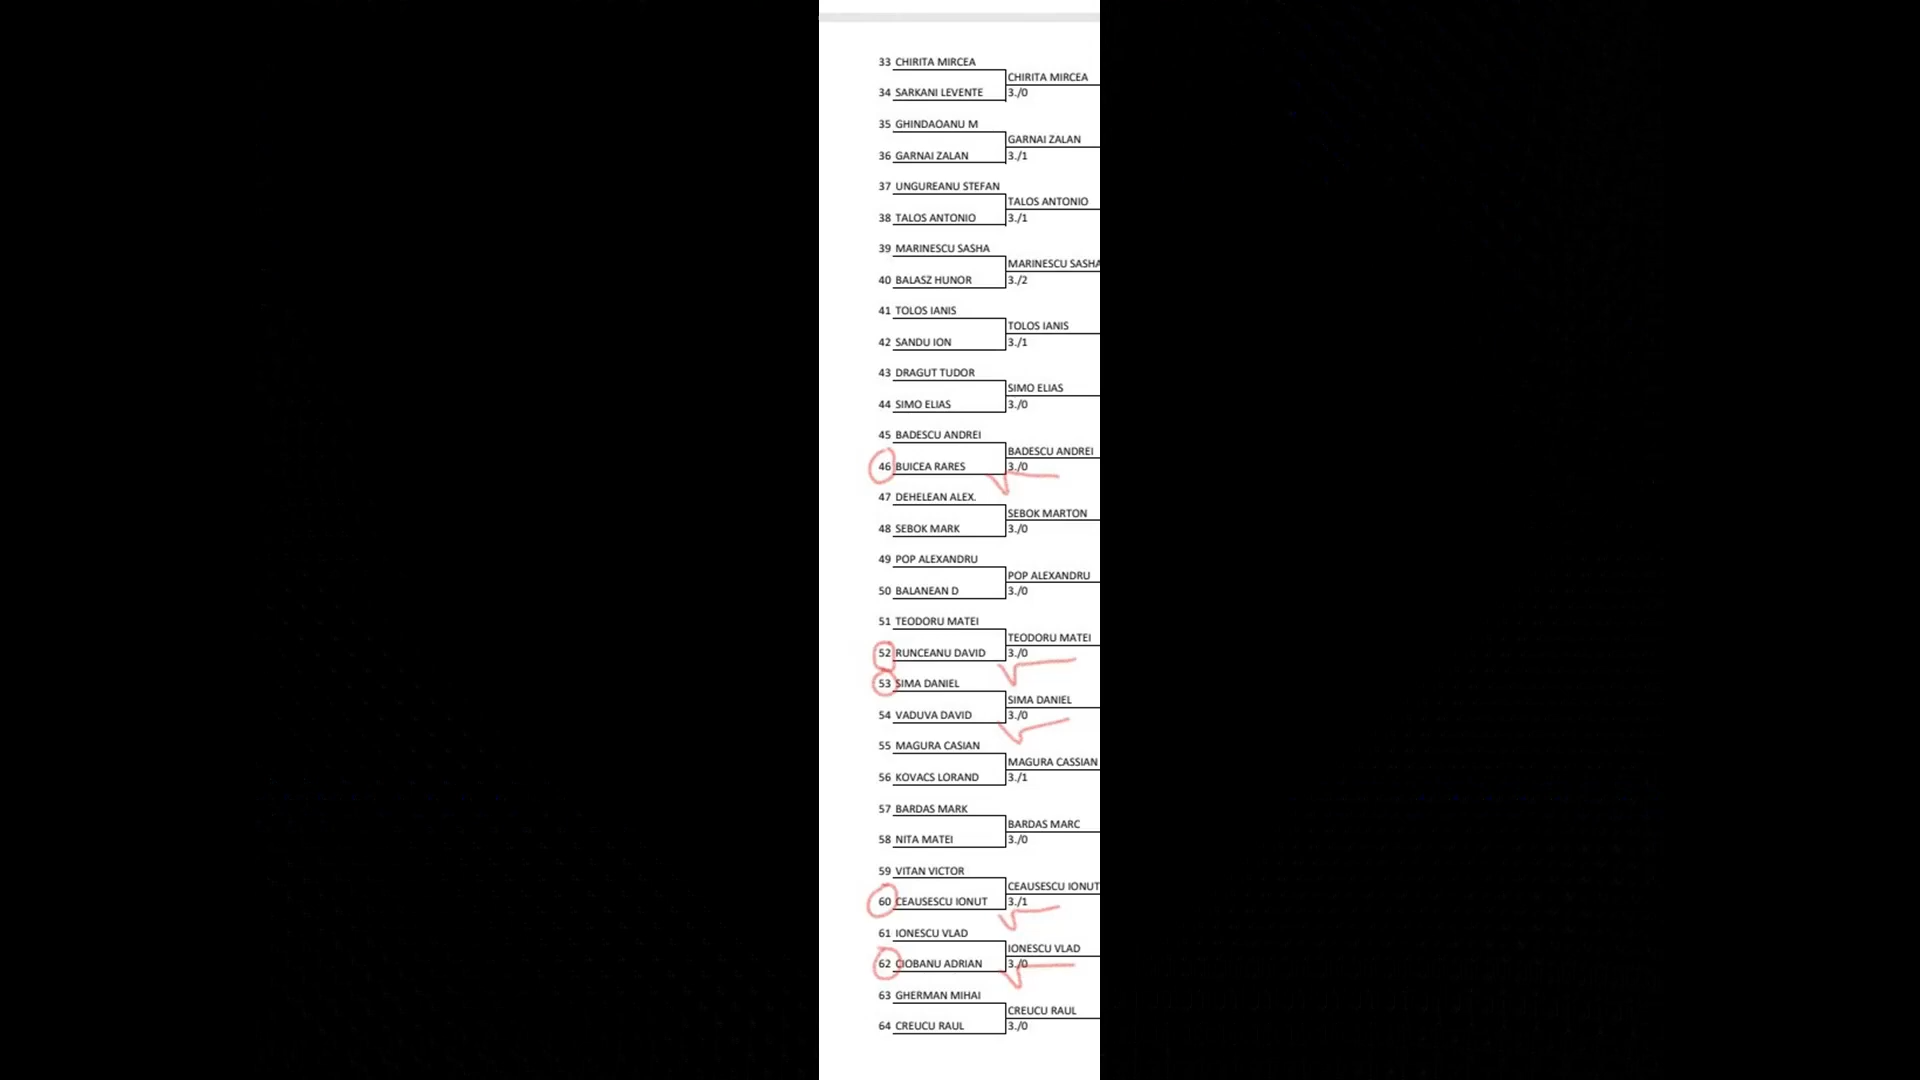 33 CHIRITA MIRCEA
CHIRITA MIRCEA
34 SARKANI LEVENTE
3./0
35 GHINDAOANU M
GARNAI ZALAN
36 GARNAI ZALAN
3./1
37 UNGUREANU STEFAN
TALOS ANTONIO
38 TALOS ANTONIO
3./1
39 MARINESCU SASHA
MARINESCU SASHA
40 BALASZ HUNOR
3./2
41 TOLOS IANIS
TOLOS IANIS
42 SANDU ION
3./1
43 DRAGUT TUDOR
SIMO ELIAS
44 SIMO ELIAS
3./0
45 BADESCU ANDREI
BADESCU ANDREI
46 BUICEA RARES
3./0
47 DEHELEAN ALEX.
SEBOK MARTON
48 SEBOK MARK
3./0
49 POP ALEXANDRU
POP ALEXANDRU
50 BALANEAN D
3./0
51 TEODORU MATEI
TEODORU MATEI
52 RUNCEANU DAVID
3./0
53 SIMA DANIEL
SIMA DANIEL
54 VADUVA DAVID
3./0
55 MAGURA CASIAN
MAGURA CASSIAN
56 KOVACS LORAND
3./1
57 BARDAS MARK
BARDAS MARC
58 NITA MATEI
3./0
59 VITAN VICTOR
CEAUSESCU IONUT
60 CEAUSESCU IONUT
3./1
61 IONESCU VLAD
IONESCU VLAD
62 CIOBANU ADRIAN
3./0
63 GHERMAN MIHAI
CREUCU RAUL
64 CREUCU RAUL
3./0